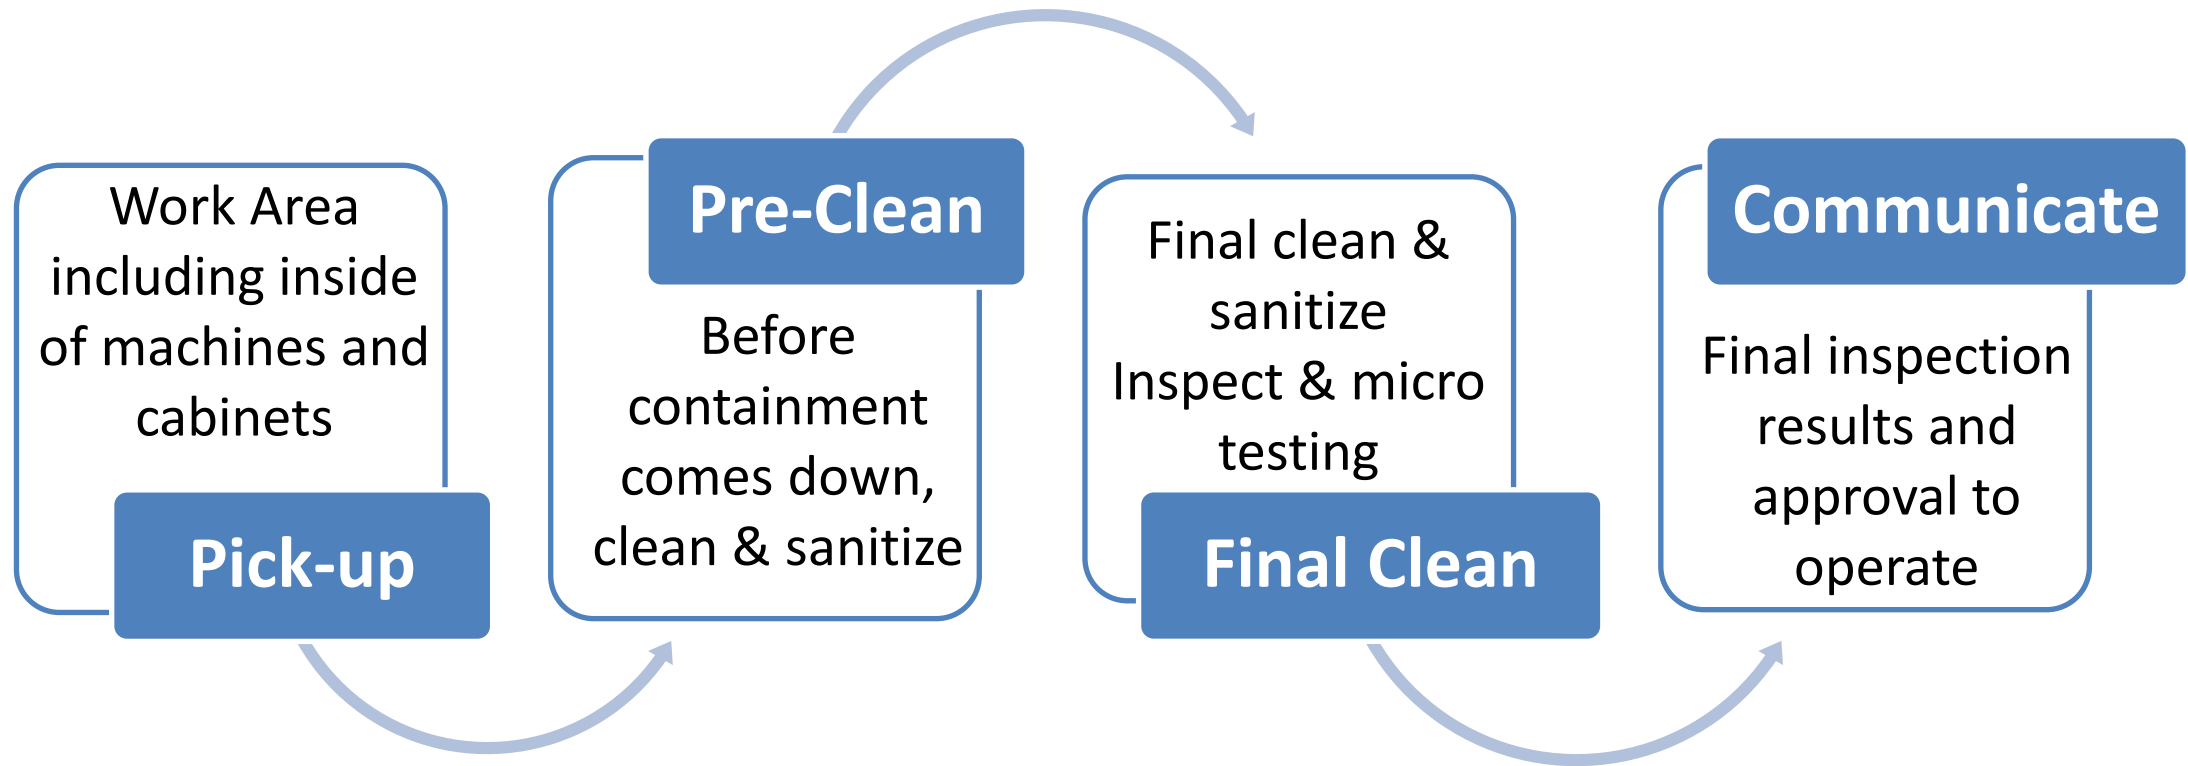 Work Area
including inside
of machines and
cabinets
Pick-up
Pre-Clean
Before
containment
comes down,
clean & sanitize
Final clean &
sanitize
Inspect & micro
testing
Final Clean
Communicate
Final inspection
results and
approval to
operate